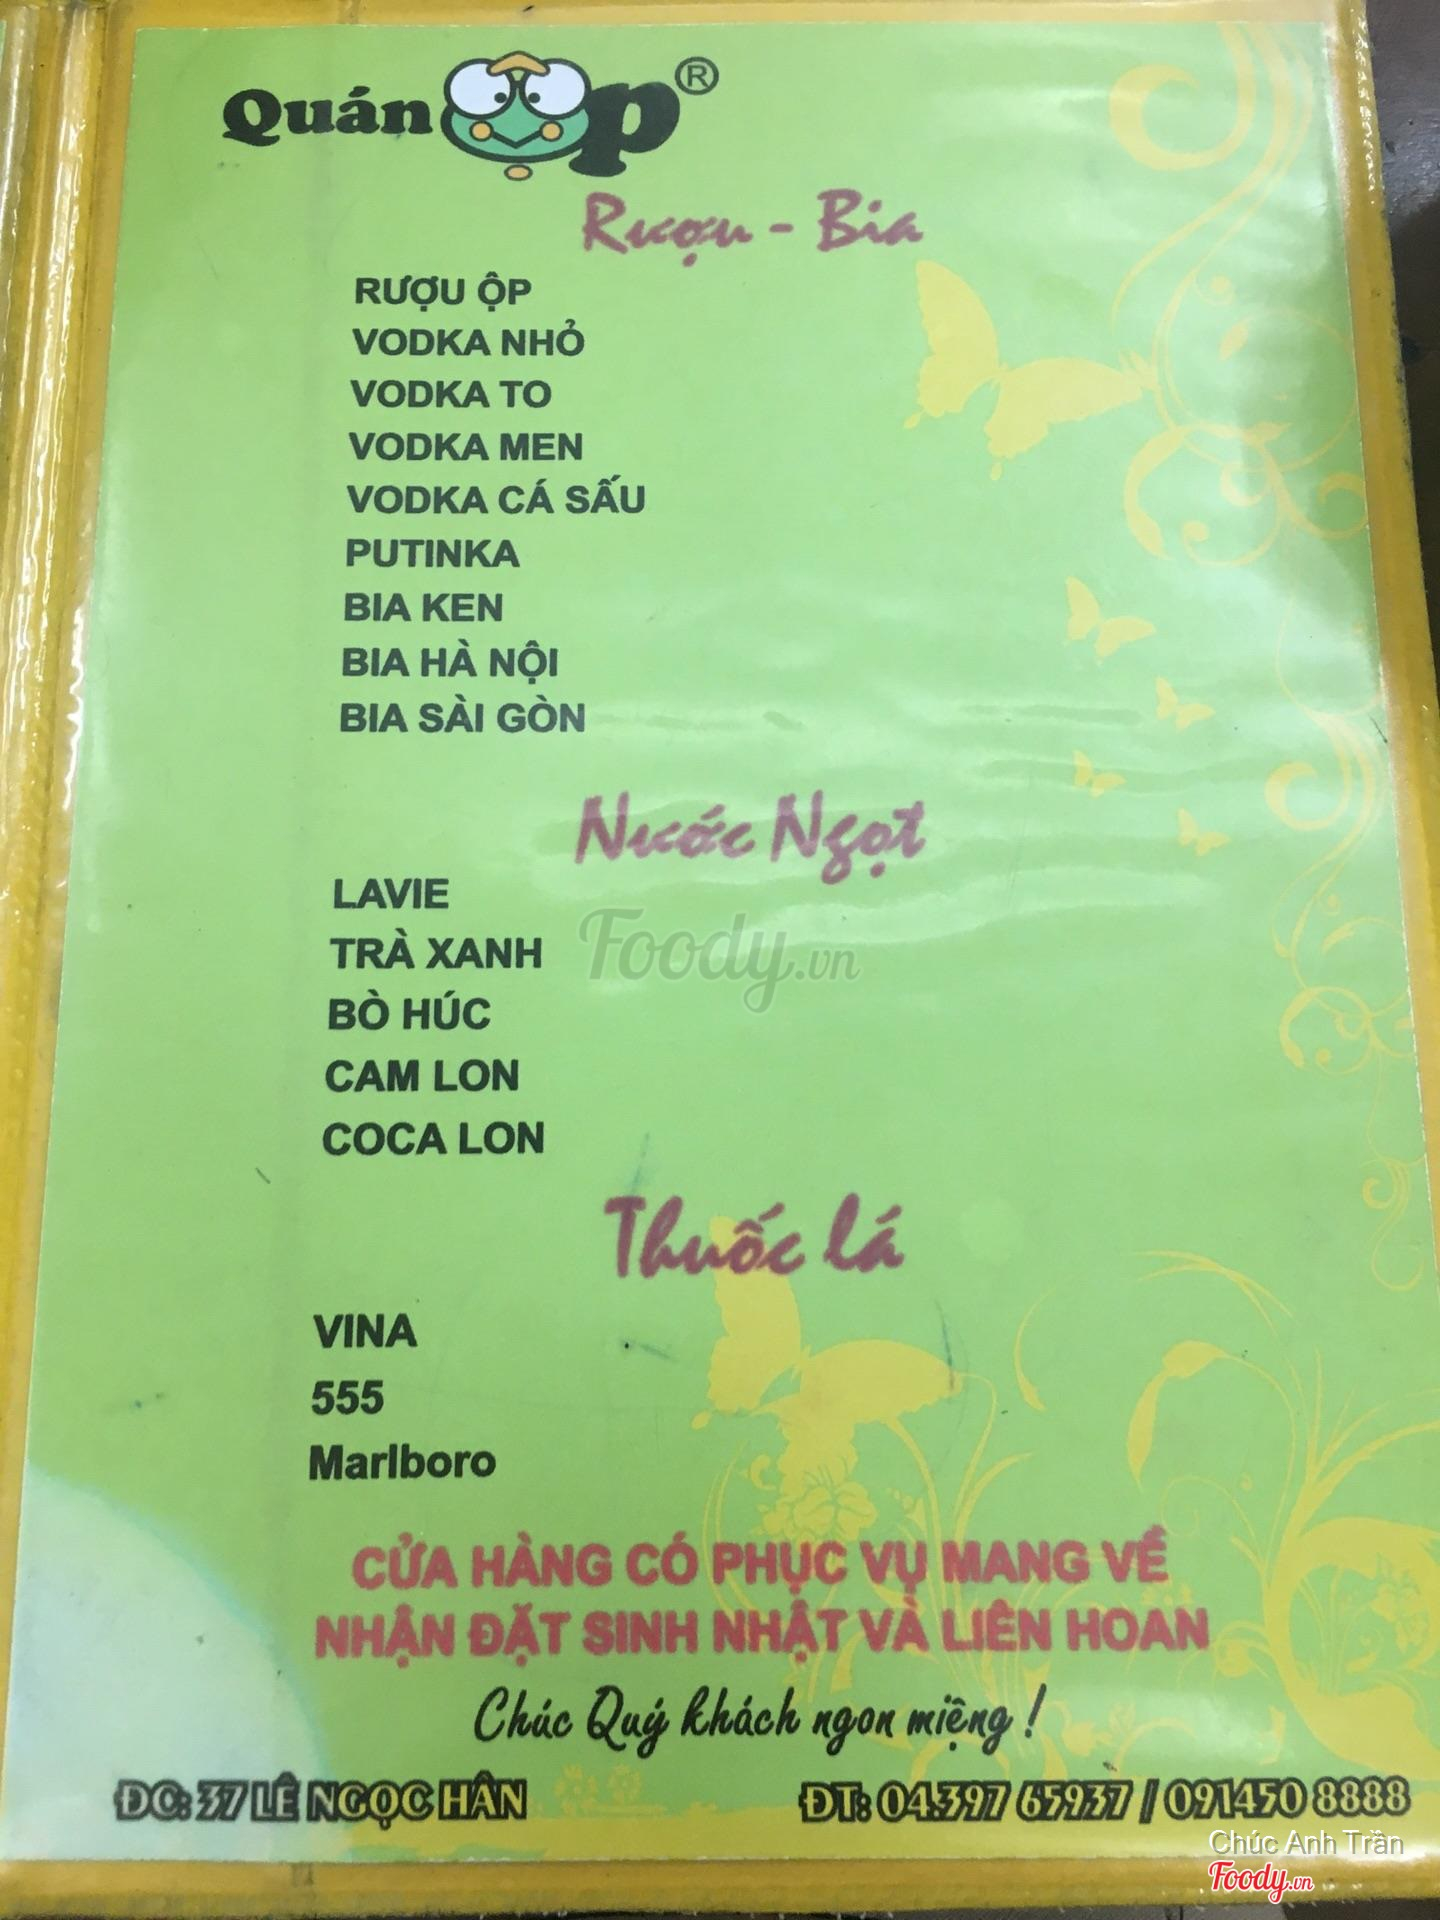 Quán ộp®
Rượu - Bia
RƯỢU ỘP
VODKA NHỎ
VODKA TO
VODKA MEN
VODKA CÁ SẤU
PUTINKA
BIA KEN
BIA HÀ NỘI
BIA SÀI GÒN
Nước Ngọt
LAVIE
TRÀ XANH
Foody.vn
BÒ HÚC
CAM LON
COCA LON
Thuốc lá
VINA
555
Marlboro
CỬA HÀNG CÓ PHỤC VỤ MANG VỀ
NHẬN ĐẶT SINH NHẬT VÀ LIÊN HOAN
Chúc Quý khách ngon miệng !
ĐC: 37 LÊ NGỌC HÂN ĐT: 04.397 65937 / 091450 8888
Chúc Anh Trần
Foody.vn